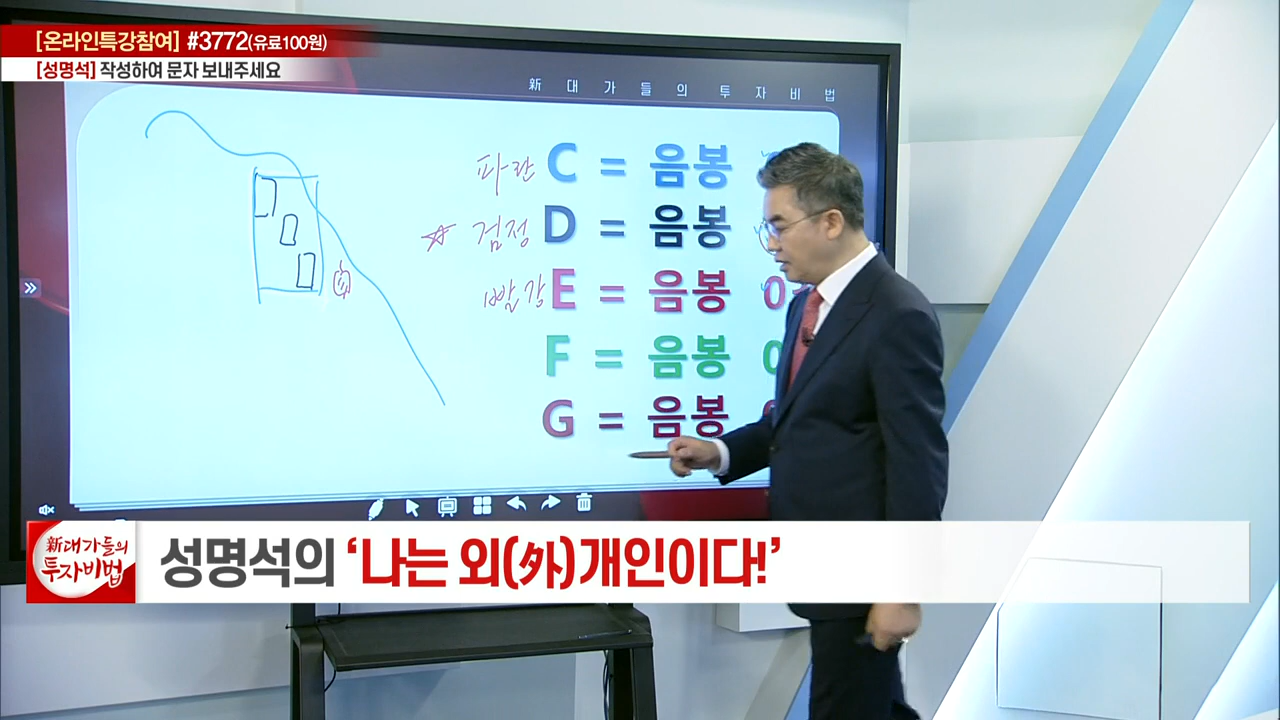 [온라인특강참여] #3772(유료100원)
[성명석] 작성하여 문자 보내주세요
新 대 가 들 의 투 자 비 법
파란 C = 음봉
☆ 검정 D = 음봉
빨강 E = 음봉 0
F = 음봉 0
G = 음봉
新대가들의
투자비법
성명석의 ‘나는 외(外)개인이다!’